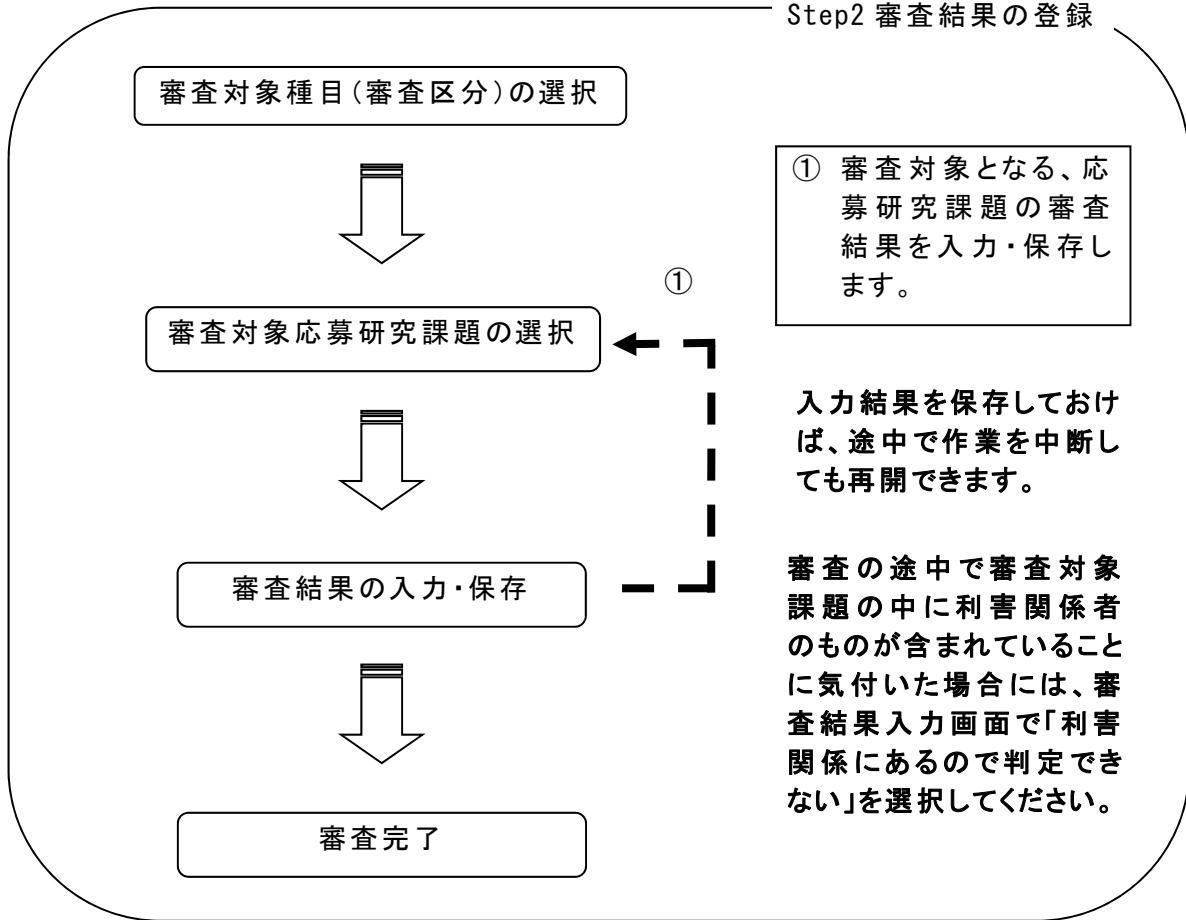 Step2 審査結果の登録
審査対象種目(審査区分)の選択
① 審査対象となる、応
募研究課題の審査
結果を入力・保存し
ます。
①
審査対象応募研究課題の選択
入力結果を保存しておけ
ば、途中で作業を中断し
ても再開できます。
審査結果の入力・保存
審査の途中で審査対象
課題の中に利害関係者
のものが含まれていること
に気付いた場合には、審
査結果入力画面で「利害
関係にあるので判定でき
ない」を選択してください。
審査完了